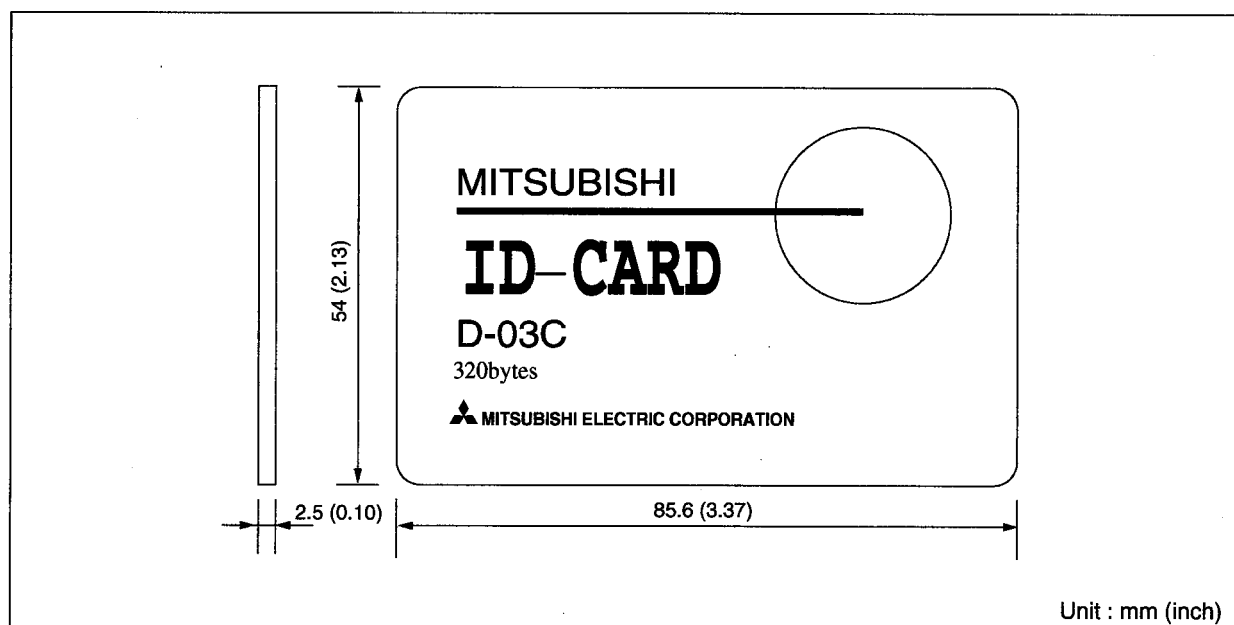 MITSUBISHI
ID-CARD
D-03C
320bytes
MITSUBISHI ELECTRIC CORPORATION
54 (2.13)
2.5 (0.10)
85.6 (3.37)
Unit : mm (inch)